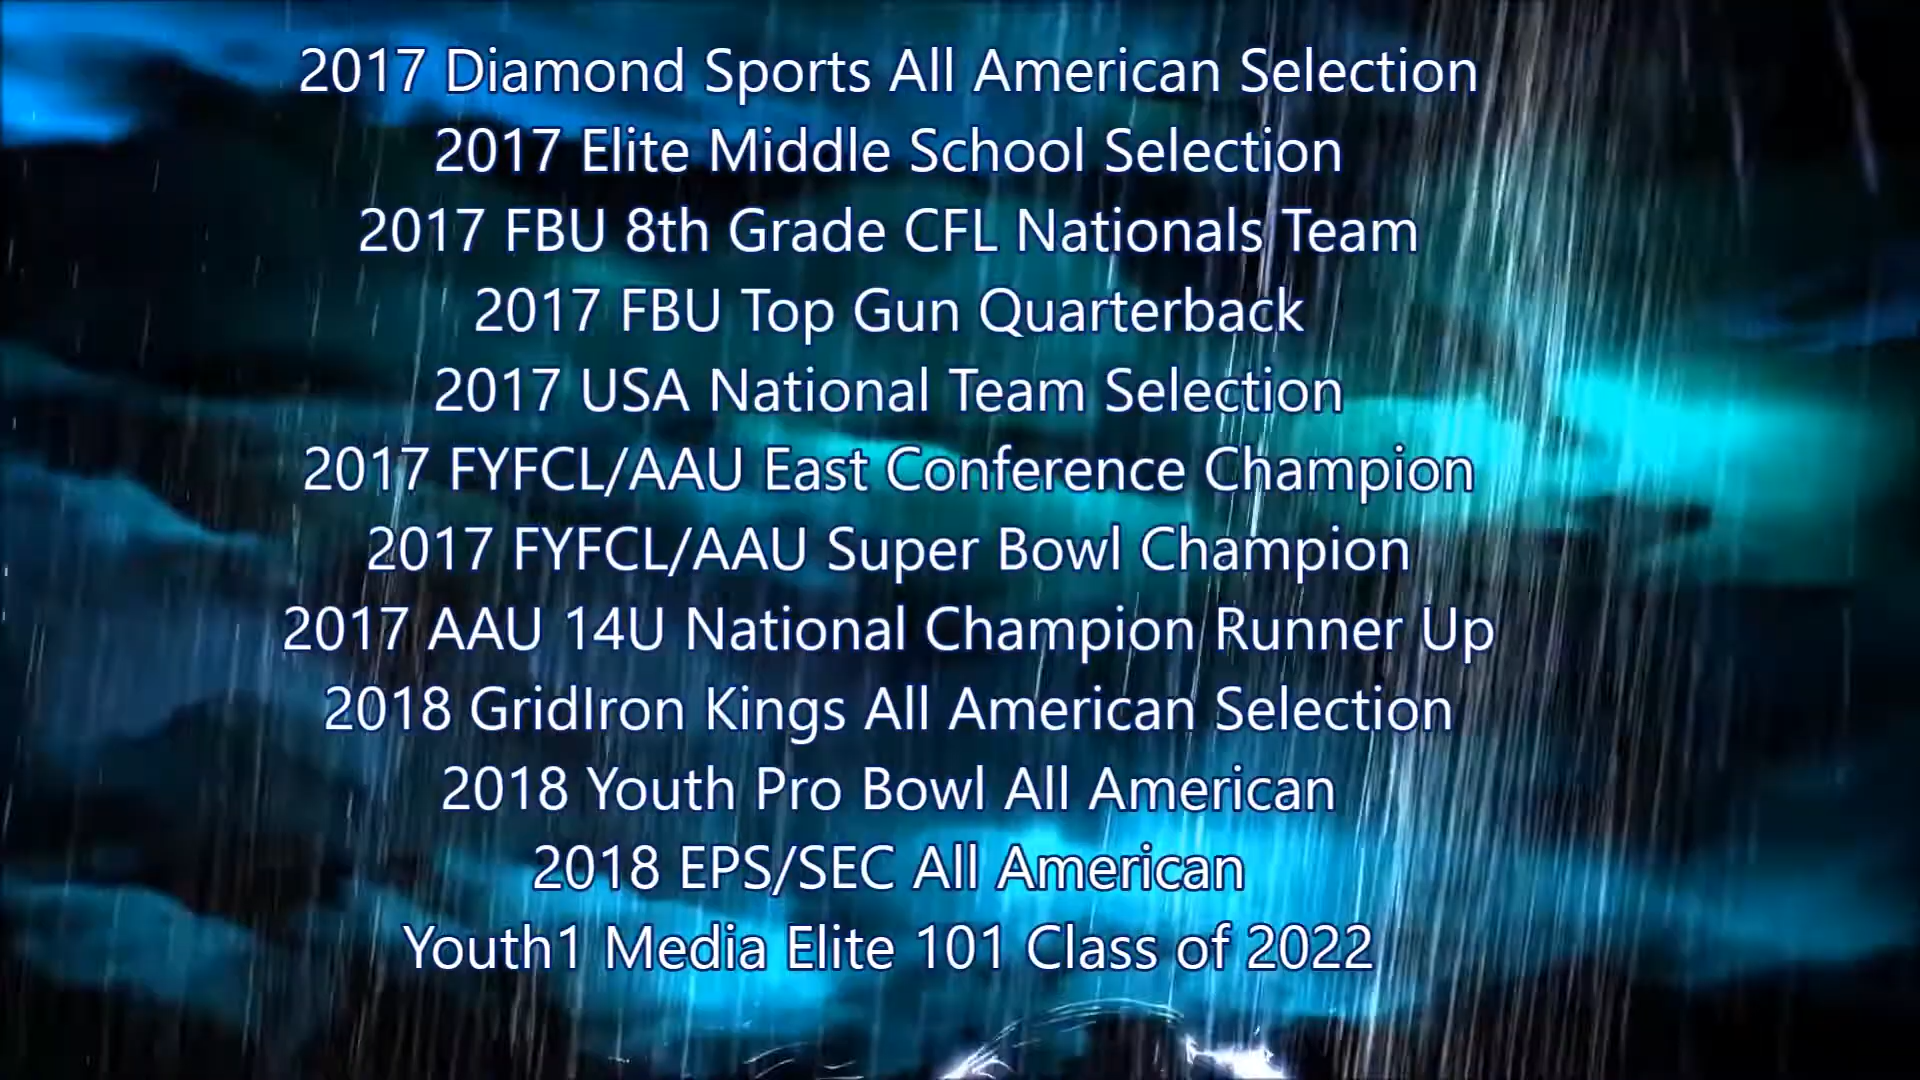 2017 Diamond Sports All American Selection
2017 Elite Middle School Selection
2017 FBU 8th Grade CFL Nationals Team
2017 FBU Top Gun Quarterback
2017 USA National Team Selection
2017 FYFCL/AAU East Conference Champion
2017 FYFCL/AAU Super Bowl Champion
2017 AAU 14U National Champion Runner Up
2018 GridIron Kings All American Selection
2018 Youth Pro Bowl All American
2018 EPS/SEC All American
Youth1 Media Elite 101 Class of 2022